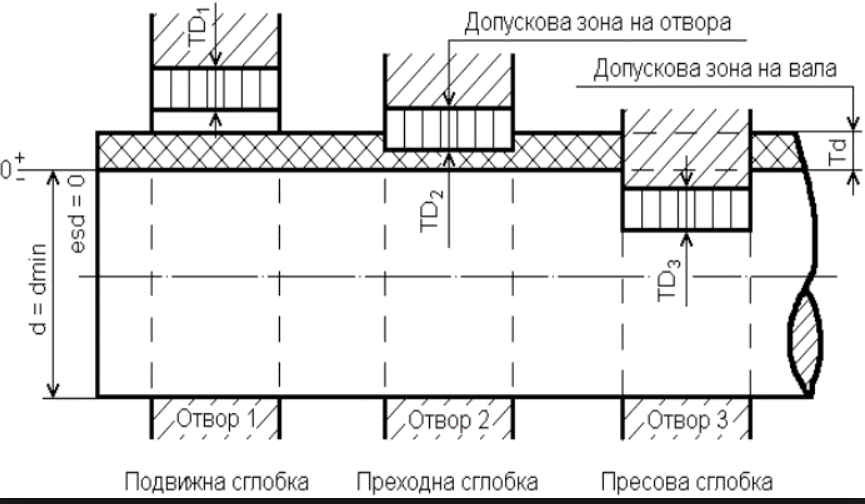 TD1
Допускова зона на отвора
Допускова зона на вала
Td
0+-
esd = 0
d = dmin
TD2
TD3
Отвор 1
Отвор 2
Отвор 3
Подвижна сглобка
Преходна сглобка
Пресова сглобка